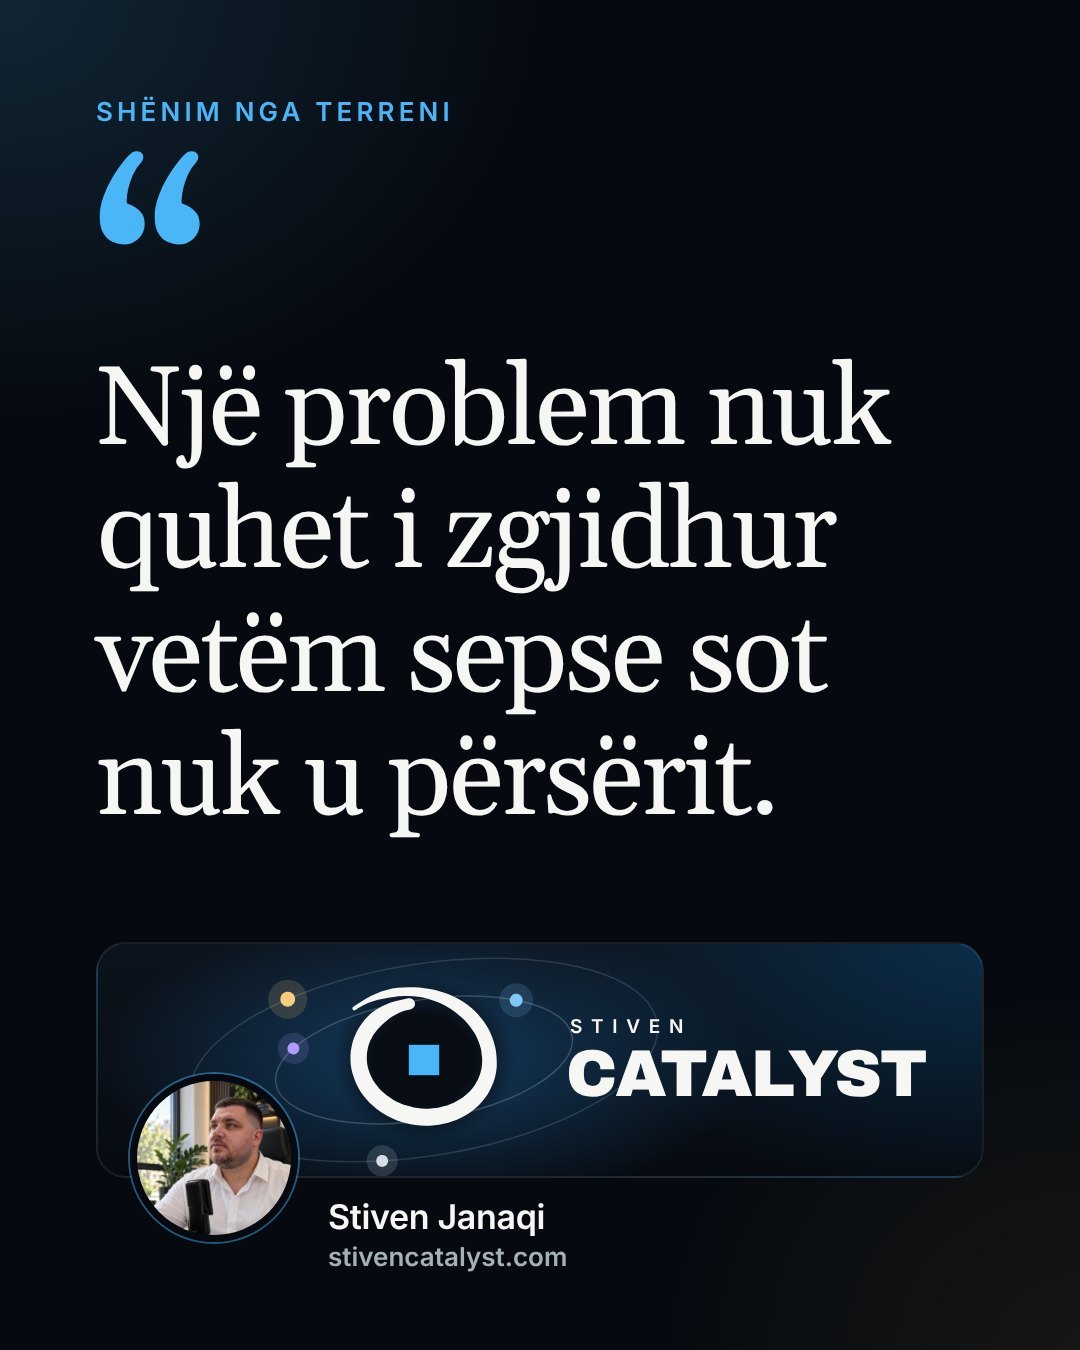 SHËNIM NGA TERRENI
“
Një problem nuk
quhet i zgjidhur
vetëm sepse sot
nuk u përsërit.
STIVEN
CATALYST
Stiven Janaqi
stivencatalyst.com